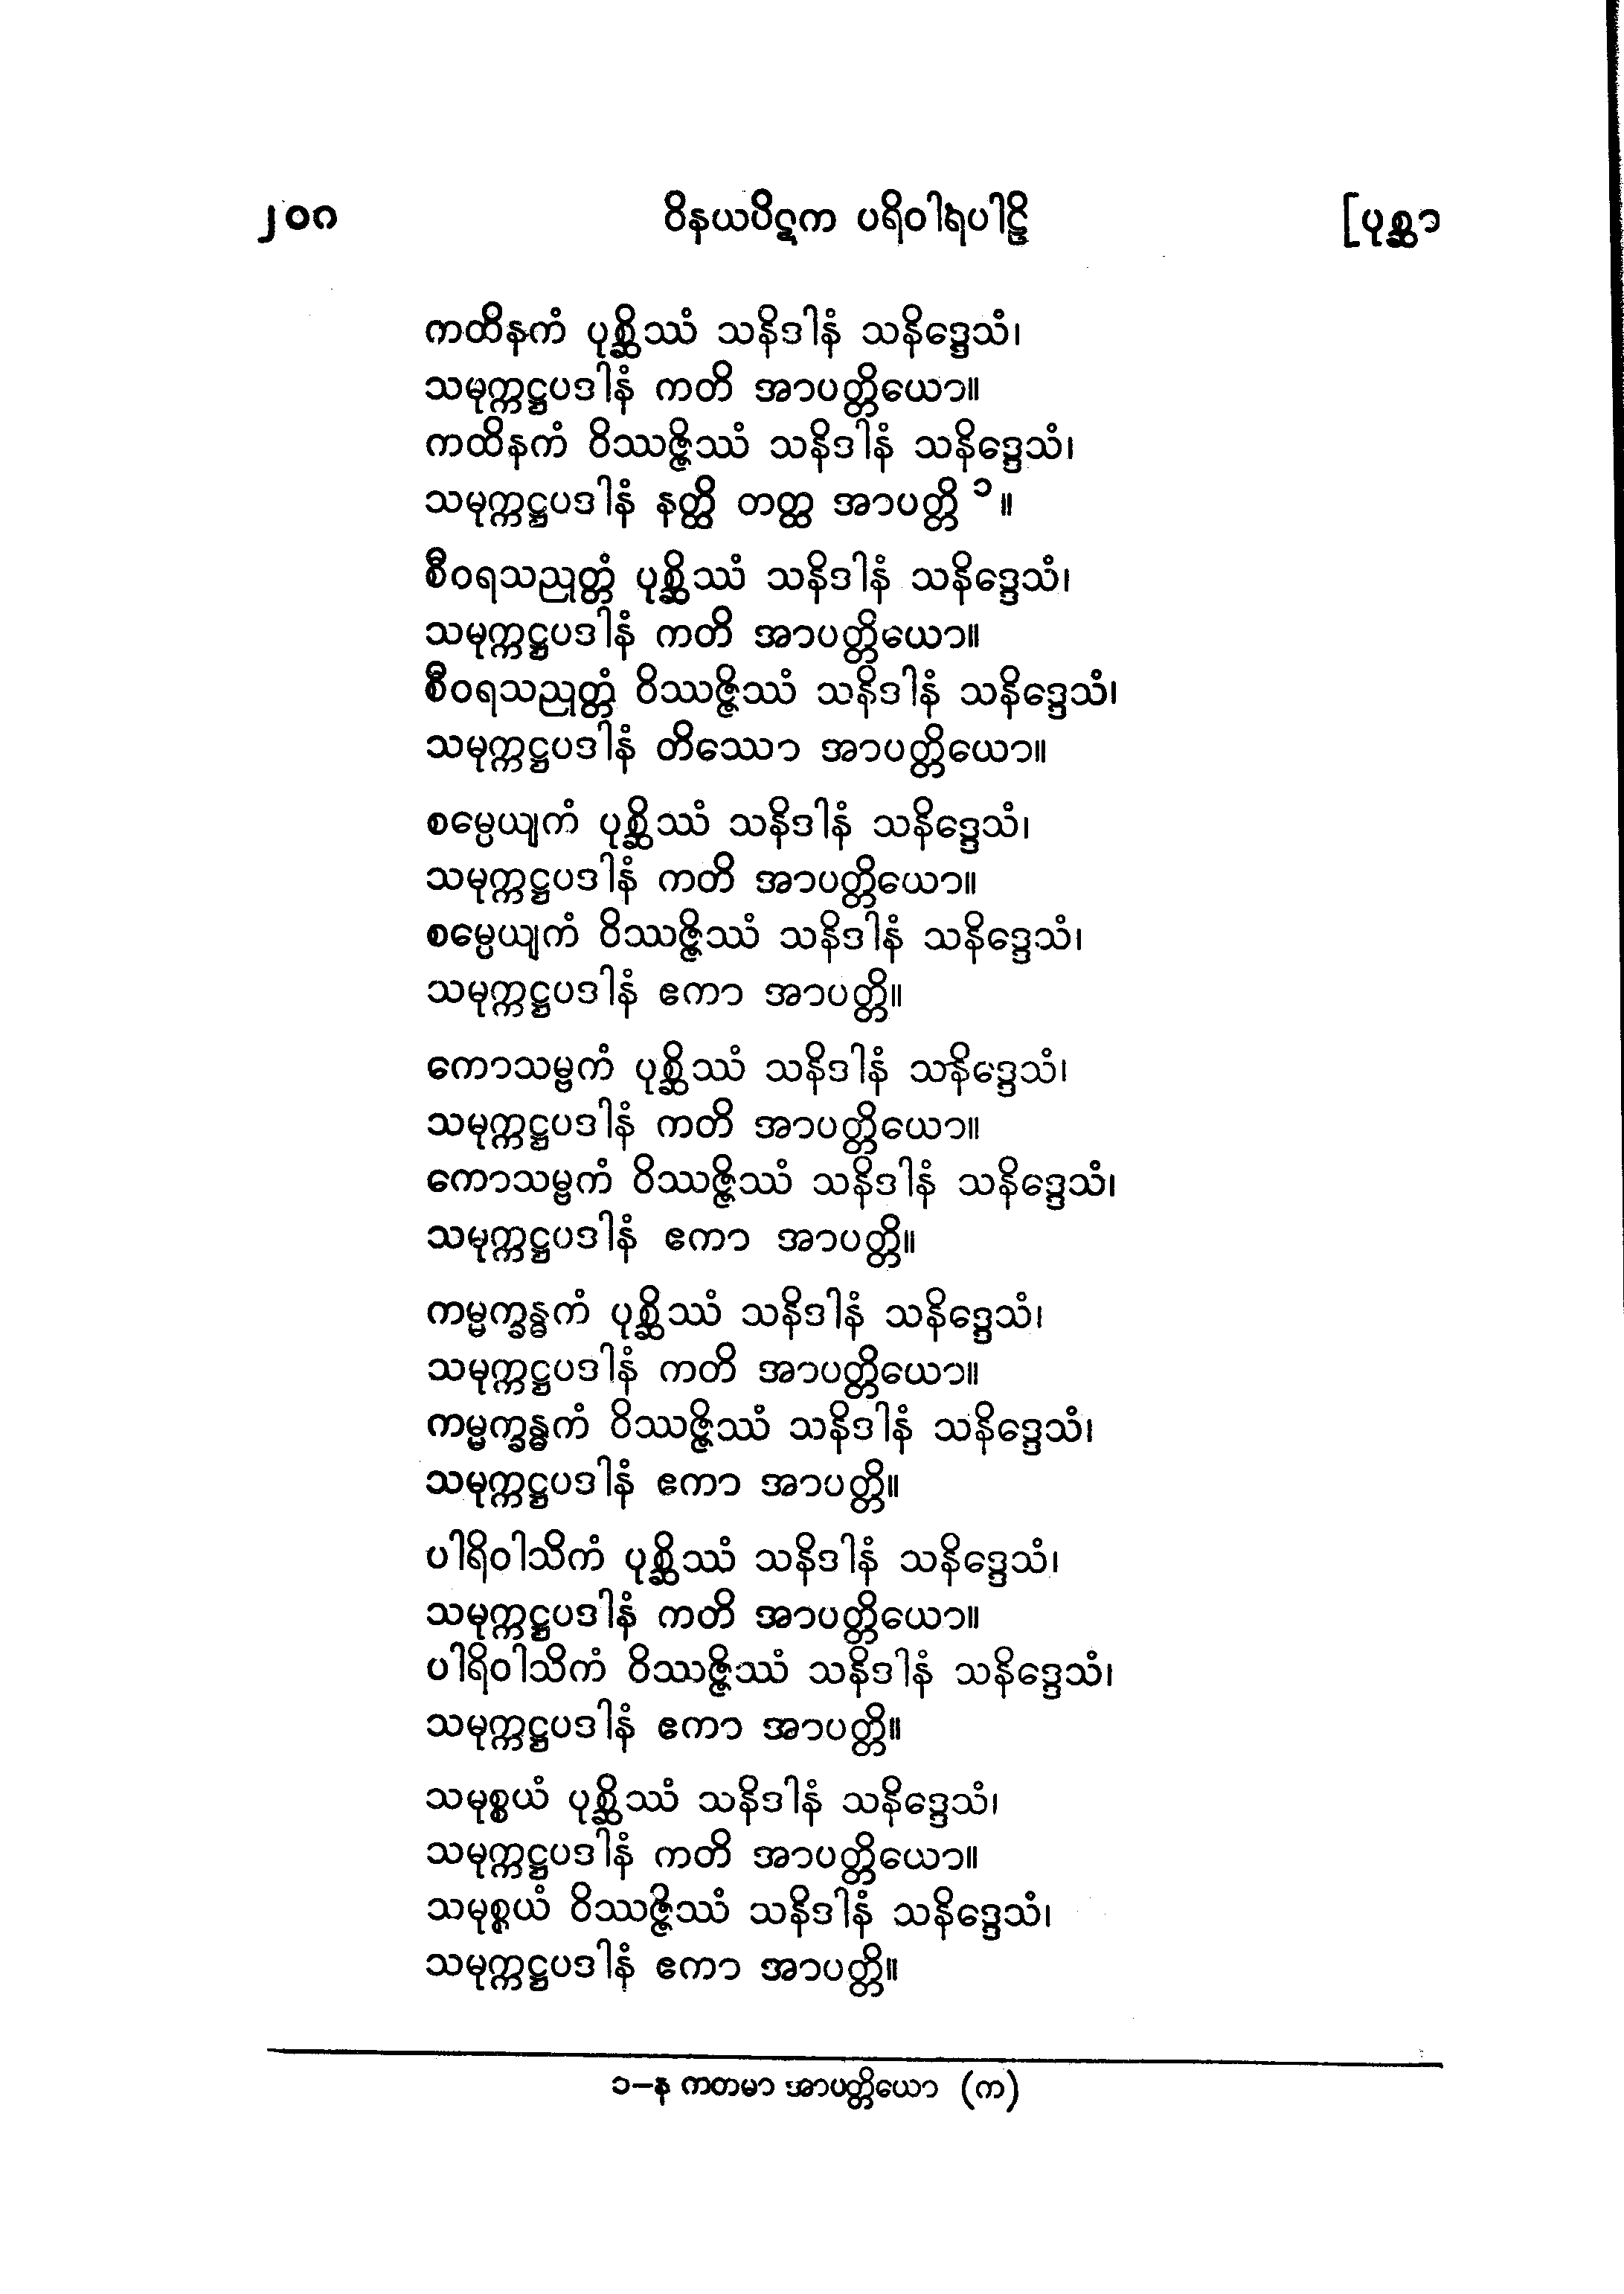 ၂၀၈ ဝိနယပိဋက ပရိဝါရပါဠိ [ပုစ္ဆာ
ကထိနကံ ပုစ္ဆိဿံ သနိဒါနံ သနိဒ္ဒေသံ၊
သမုက္ကဋ္ဌပဒါနံ ကတိ အာပတ္တိယော။
ကထိနကံ ဝိဿဇ္ဇိဿံ သနိဒါနံ သနိဒ္ဒေသံ၊
သမုက္ကဋ္ဌပဒါနံ နတ္ထိ တတ္ထ အာပတ္တိ ၁။
စီဝရသညုတ္တံ ပုစ္ဆိဿံ သနိဒါနံ သနိဒ္ဒေသံ၊
သမုက္ကဋ္ဌပဒါနံ ကတိ အာပတ္တိယော။
စီဝရသညုတ္တံ ဝိဿဇ္ဇိဿံ သနိဒါနံ သနိဒ္ဒေသံ၊
သမုက္ကဋ္ဌပဒါနံ တိဿော အာပတ္တိယော။
စမ္ပေယျကံ ပုစ္ဆိဿံ သနိဒါနံ သနိဒ္ဒေသံ၊
သမုက္ကဋ္ဌပဒါနံ ကတိ အာပတ္တိယော။
စမ္ပေယျကံ ဝိဿဇ္ဇိဿံ သနိဒါနံ သနိဒ္ဒေသံ၊
သမုက္ကဋ္ဌပဒါနံ ဧကာ အာပတ္တိ။
ကောသမ္ဗကံ ပုစ္ဆိဿံ သနိဒါနံ သနိဒ္ဒေသံ၊
သမုက္ကဋ္ဌပဒါနံ ကတိ အာပတ္တိယော။
ကောသမ္ဗကံ ဝိဿဇ္ဇိဿံ သနိဒါနံ သနိဒ္ဒေသံ၊
သမုက္ကဋ္ဌပဒါနံ ဧကာ အာပတ္တိ။
ကမ္မက္ခန္ဓကံ ပုစ္ဆိဿံ သနိဒါနံ သနိဒ္ဒေသံ၊
သမုက္ကဋ္ဌပဒါနံ ကတိ အာပတ္တိယော။
ကမ္မက္ခန္ဓကံ ဝိဿဇ္ဇိဿံ သနိဒါနံ သနိဒ္ဒေသံ၊
သမုက္ကဋ္ဌပဒါနံ ဧကာ အာပတ္တိ။
ပါရိဝါသိကံ ပုစ္ဆိဿံ သနိဒါနံ သနိဒ္ဒေသံ၊
သမုက္ကဋ္ဌပဒါနံ ကတိ အာပတ္တိယော။
ပါရိဝါသိကံ ဝိဿဇ္ဇိဿံ သနိဒါနံ သနိဒ္ဒေသံ၊
သမုက္ကဋ္ဌပဒါနံ ဧကာ အာပတ္တိ။
သမုစ္စယံ ပုစ္ဆိဿံ သနိဒါနံ သနိဒ္ဒေသံ၊
သမုက္ကဋ္ဌပဒါနံ ကတိ အာပတ္တိယော။
သမုစ္စယံ ဝိဿဇ္ဇိဿံ သနိဒါနံ သနိဒ္ဒေသံ၊
သမုက္ကဋ္ဌပဒါနံ ဧကာ အာပတ္တိ။
၁–န ကတမာ အာပတ္တိယော (က)